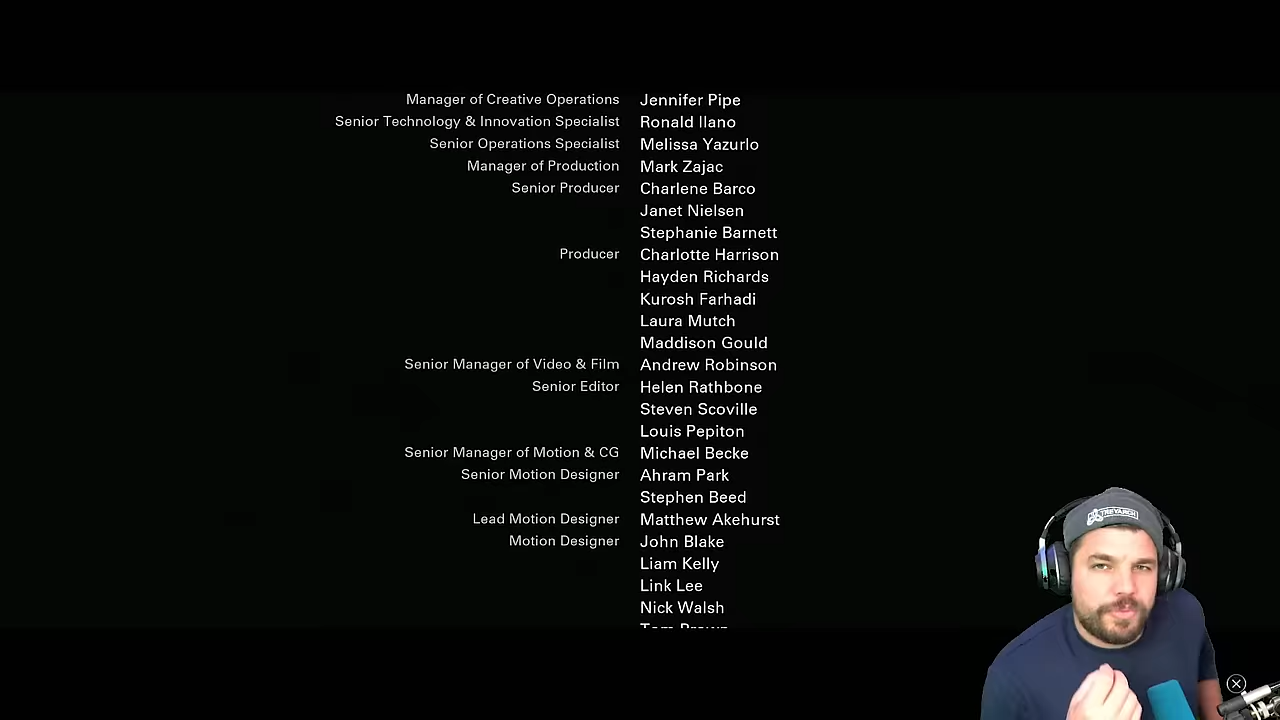 Manager of Creative Operations Jennifer Pipe
Senior Technology & Innovation Specialist Ronald Ilano
Senior Operations Specialist Melissa Yazurlo
Manager of Production Mark Zajac
Senior Producer Charlene Barco
Janet Nielsen
Stephanie Barnett
Producer Charlotte Harrison
Hayden Richards
Kurosh Farhadi
Laura Mutch
Maddison Gould
Senior Manager of Video & Film Andrew Robinson
Senior Editor Helen Rathbone
Steven Scoville
Louis Pepiton
Senior Manager of Motion & CG Michael Becke
Senior Motion Designer Ahram Park
Stephen Beed
Lead Motion Designer Matthew Akehurst
Motion Designer John Blake
Liam Kelly
Link Lee
Nick Walsh
TREYARCH